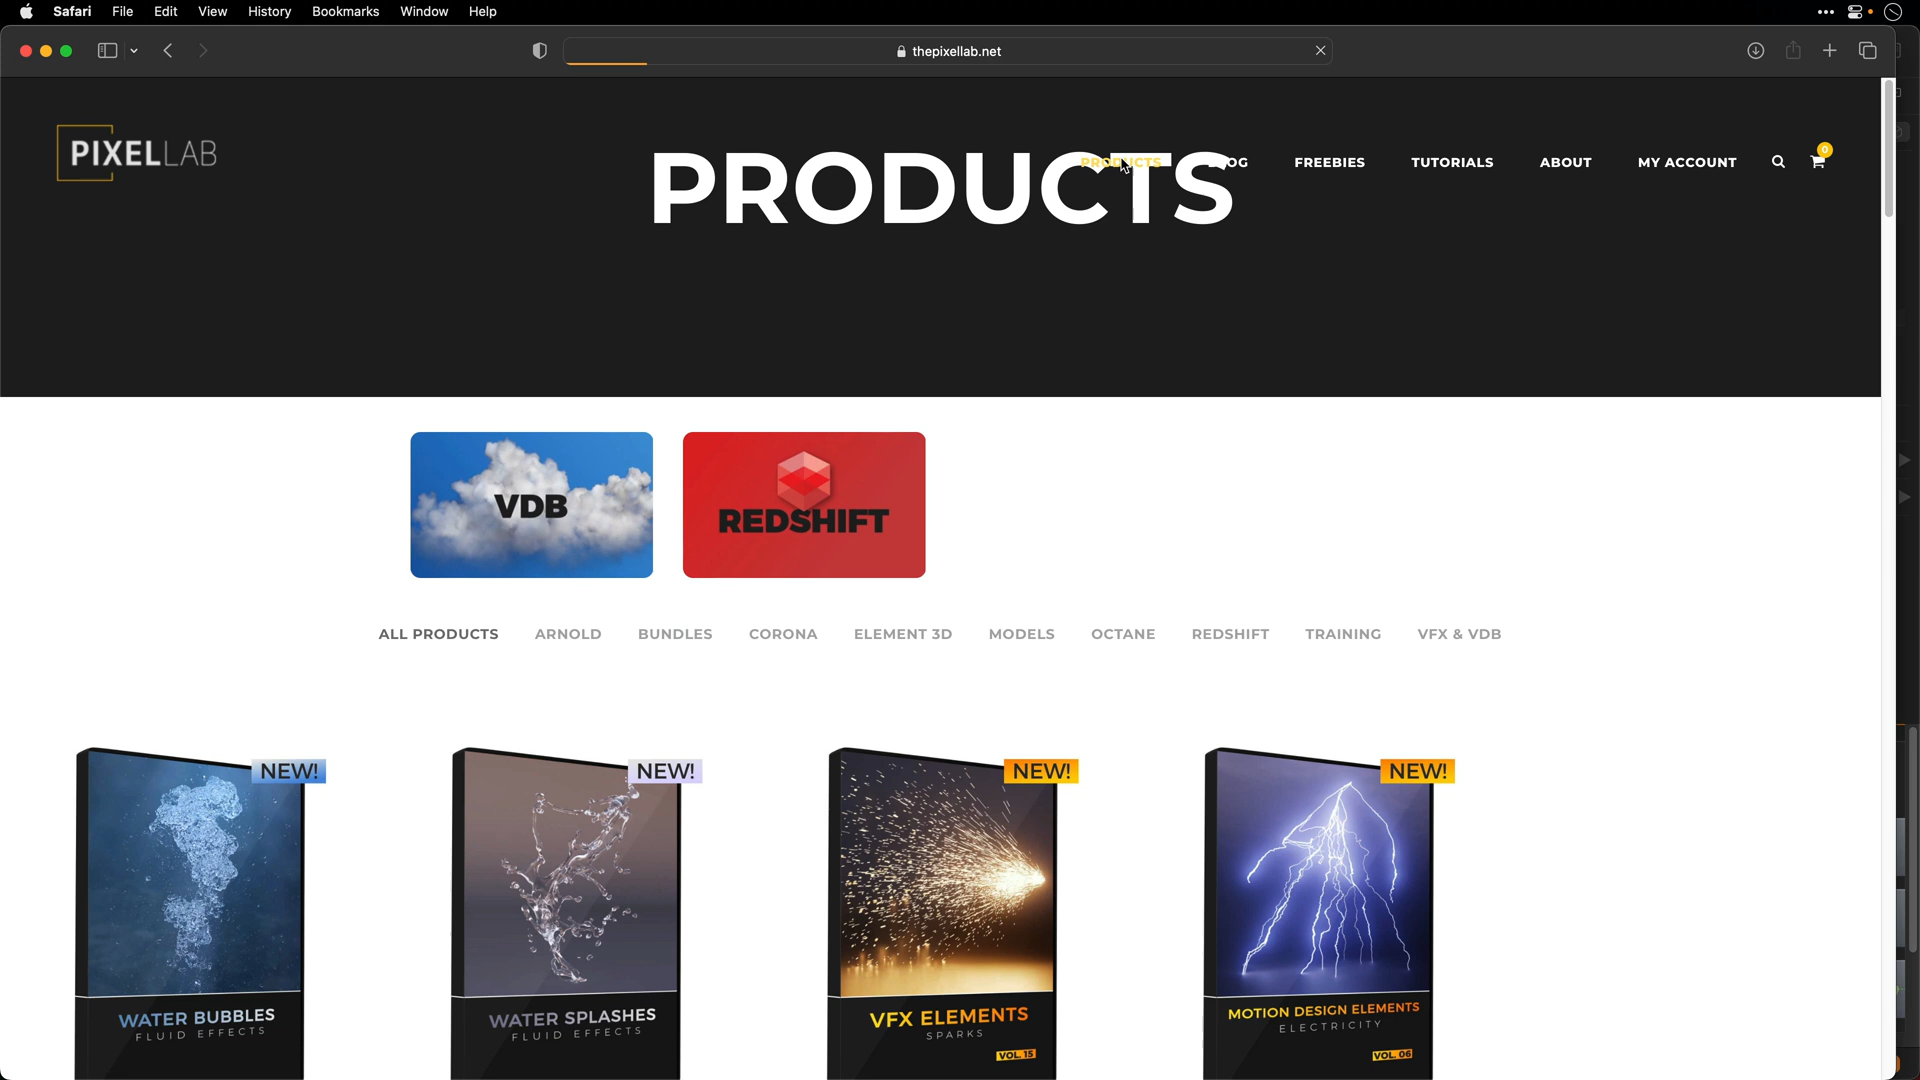 Safari File Edit View History Bookmarks Window Help
thepixellab.net
PIXELLAB
PRODUCTS BLOG FREEBIES TUTORIALS ABOUT MY ACCOUNT 0
PRODUCTS
VDB
REDSHIFT
ALL PRODUCTS ARNOLD BUNDLES CORONA ELEMENT 3D MODELS OCTANE REDSHIFT TRAINING VFX & VDB
NEW! NEW! NEW! NEW!
WATER BUBBLES
FLUID EFFECTS
WATER SPLASHES
FLUID EFFECTS
VFX ELEMENTS
SPARKS
VOL. 15
MOTION DESIGN ELEMENTS
ELECTRICITY
VOL. 06